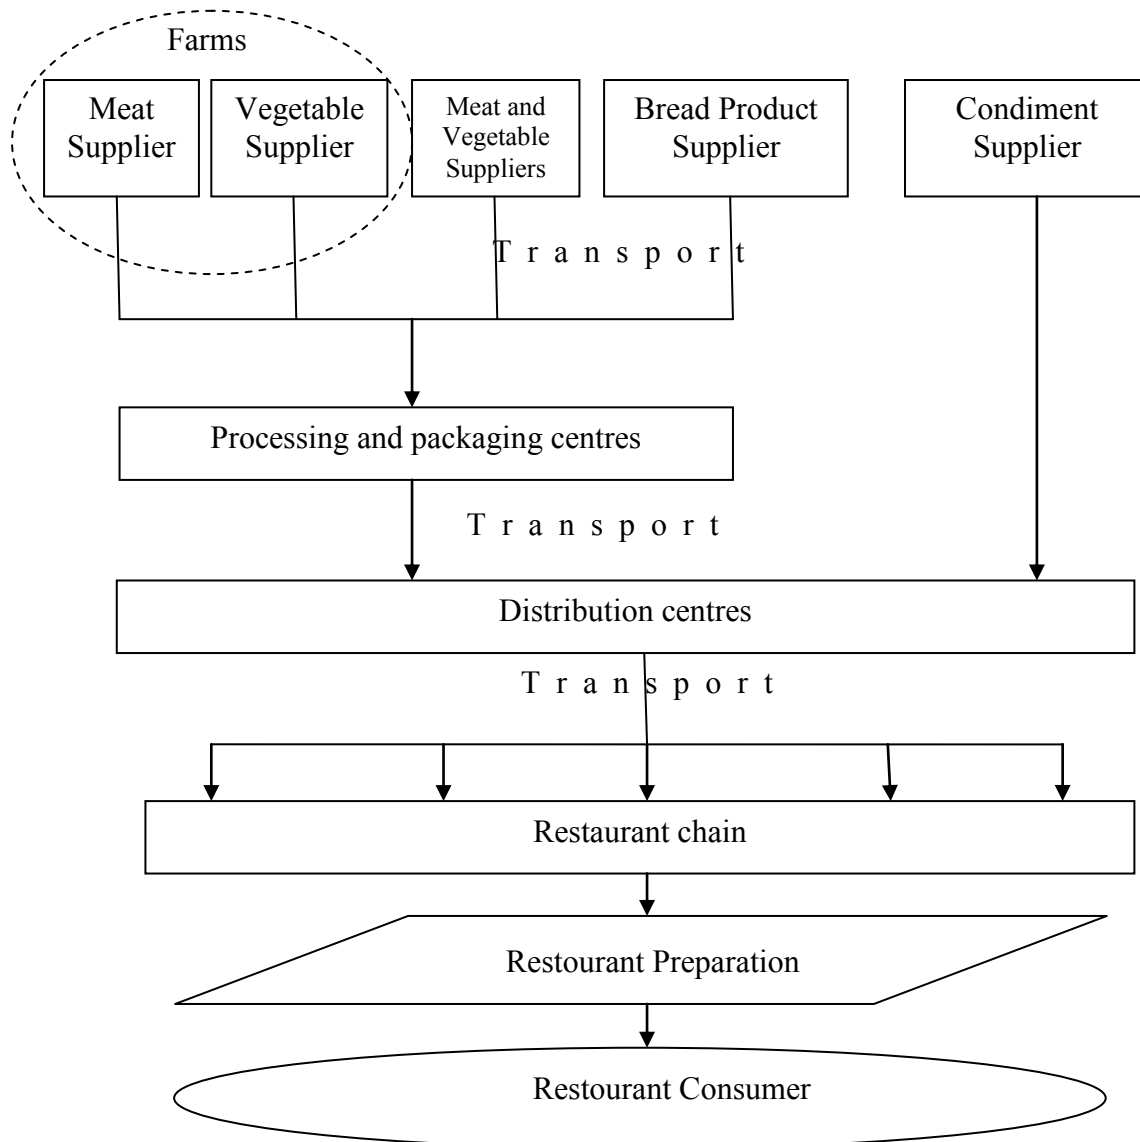 Farms
Meat
Supplier
Vegetable
Supplier
Meat and
Vegetable
Suppliers
Bread Product
Supplier
Condiment
Supplier
T r a n s p o r t
Processing and packaging centres
T r a n s p o r t
Distribution centres
T r a n s p o r t
Restaurant chain
Restourant Preparation
Restourant Consumer